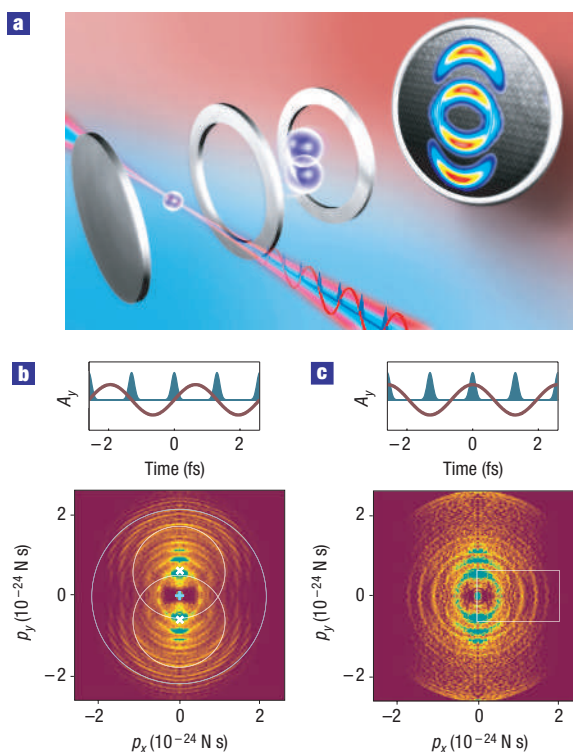 a
b
c
A_y
−2 0 2
Time (fs)
A_y
−2 0 2
Time (fs)
p_y (10⁻²⁴ N s)
2
0
−2
−2 0 2
p_x (10⁻²⁴ N s)
p_y (10⁻²⁴ N s)
2
0
−2
−2 0 2
p_x (10⁻²⁴ N s)